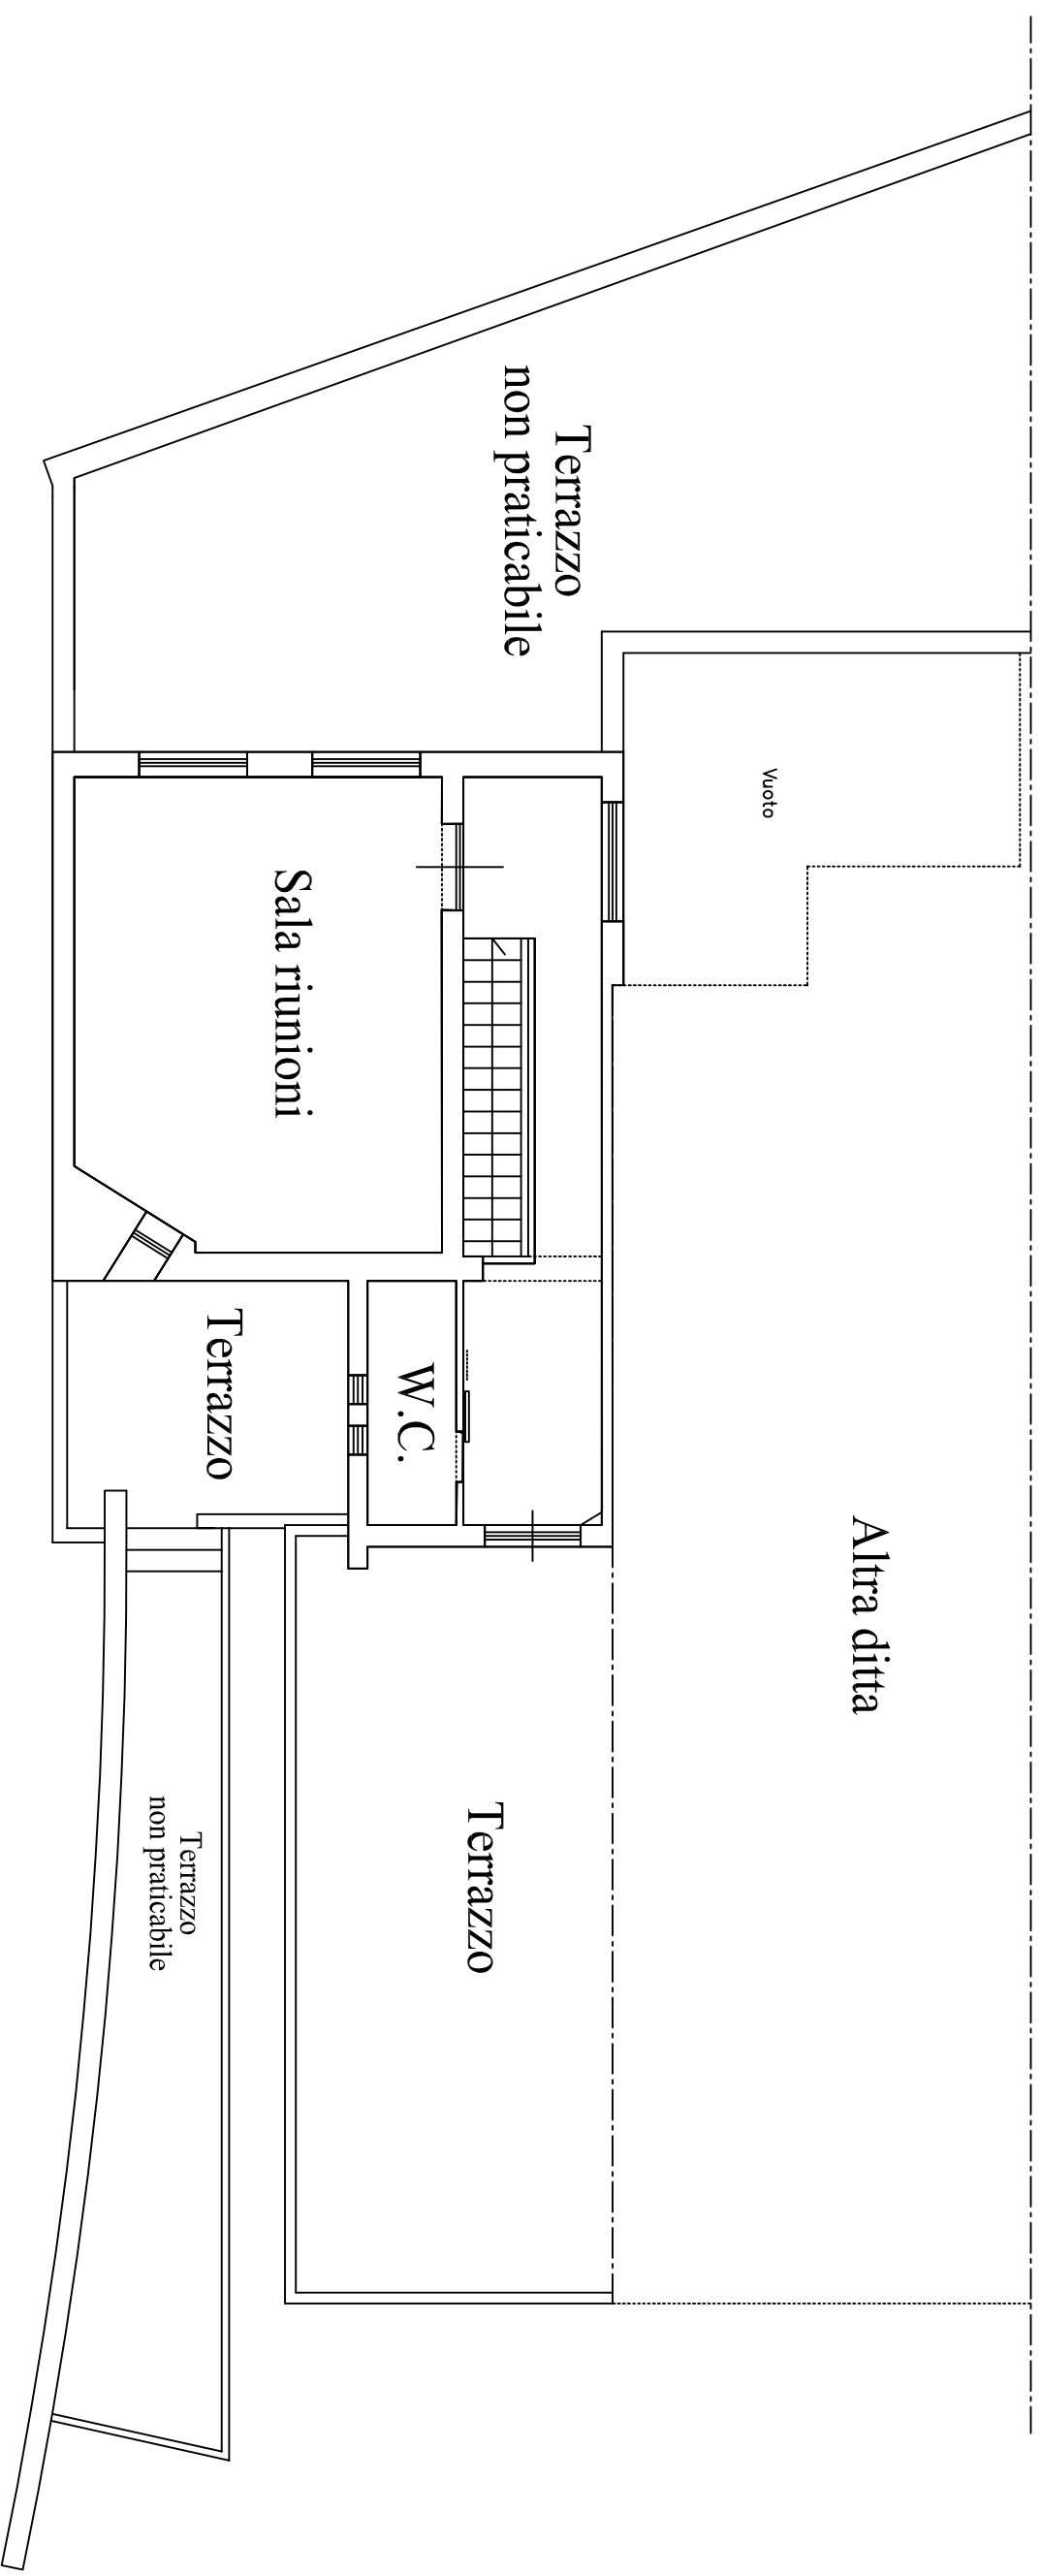 Terrazzo
non praticabile
Vuoto
Sala riunioni
Terrazzo
W.C.
Altra ditta
Terrazzo
Terrazzo
non praticabile